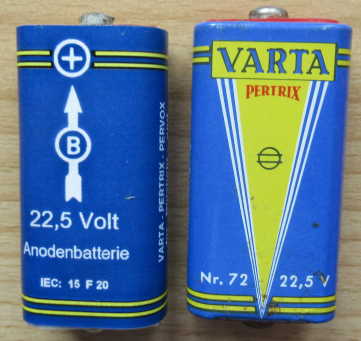 +
B
22,5 Volt
Anodenbatterie
IEC: 15 F 20
VARTA - PERTRIX - PERVOX
VARTA
PERTRIX
Nr. 72 22,5 V